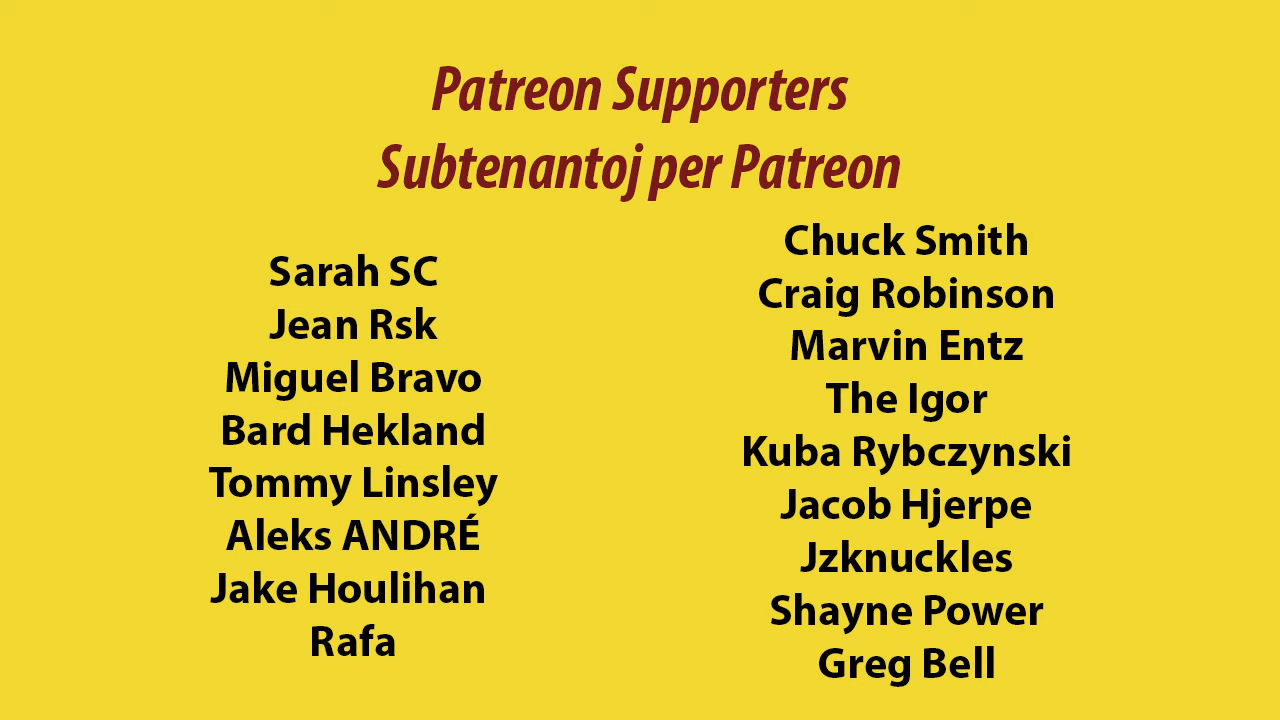 Patreon Supporters
Subtenantoj per Patreon
Sarah SC
Jean Rsk
Miguel Bravo
Bard Hekland
Tommy Linsley
Aleks ANDRÉ
Jake Houlihan
Rafa
Chuck Smith
Craig Robinson
Marvin Entz
The Igor
Kuba Rybczynski
Jacob Hjerpe
Jzknuckles
Shayne Power
Greg Bell